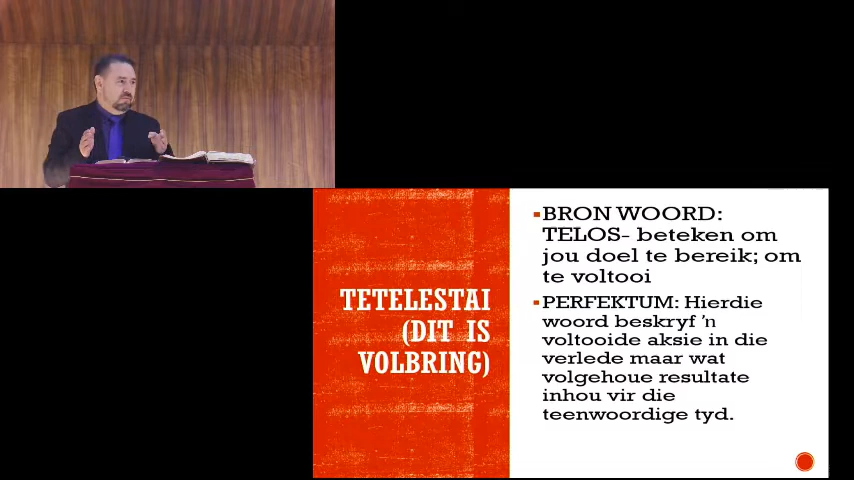 TETELESTAI
(DIT IS
VOLBRING)
BRON WOORD:
TELOS- beteken om
jou doel te bereik; om
te voltooi
PERFEKTUM: Hierdie
woord beskryf ’n
voltooide aksie in die
verlede maar wat
volgehoue resultate
inhou vir die
teenwoordige tyd.